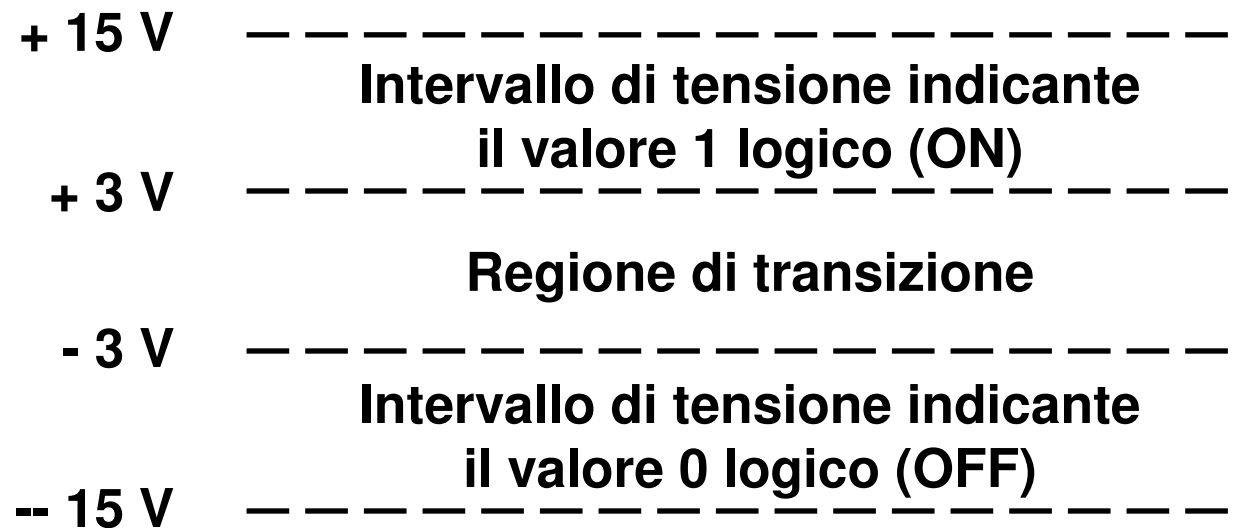 + 15 V
Intervallo di tensione indicante
il valore 1 logico (ON)
+ 3 V
Regione di transizione
- 3 V
Intervallo di tensione indicante
il valore 0 logico (OFF)
-- 15 V